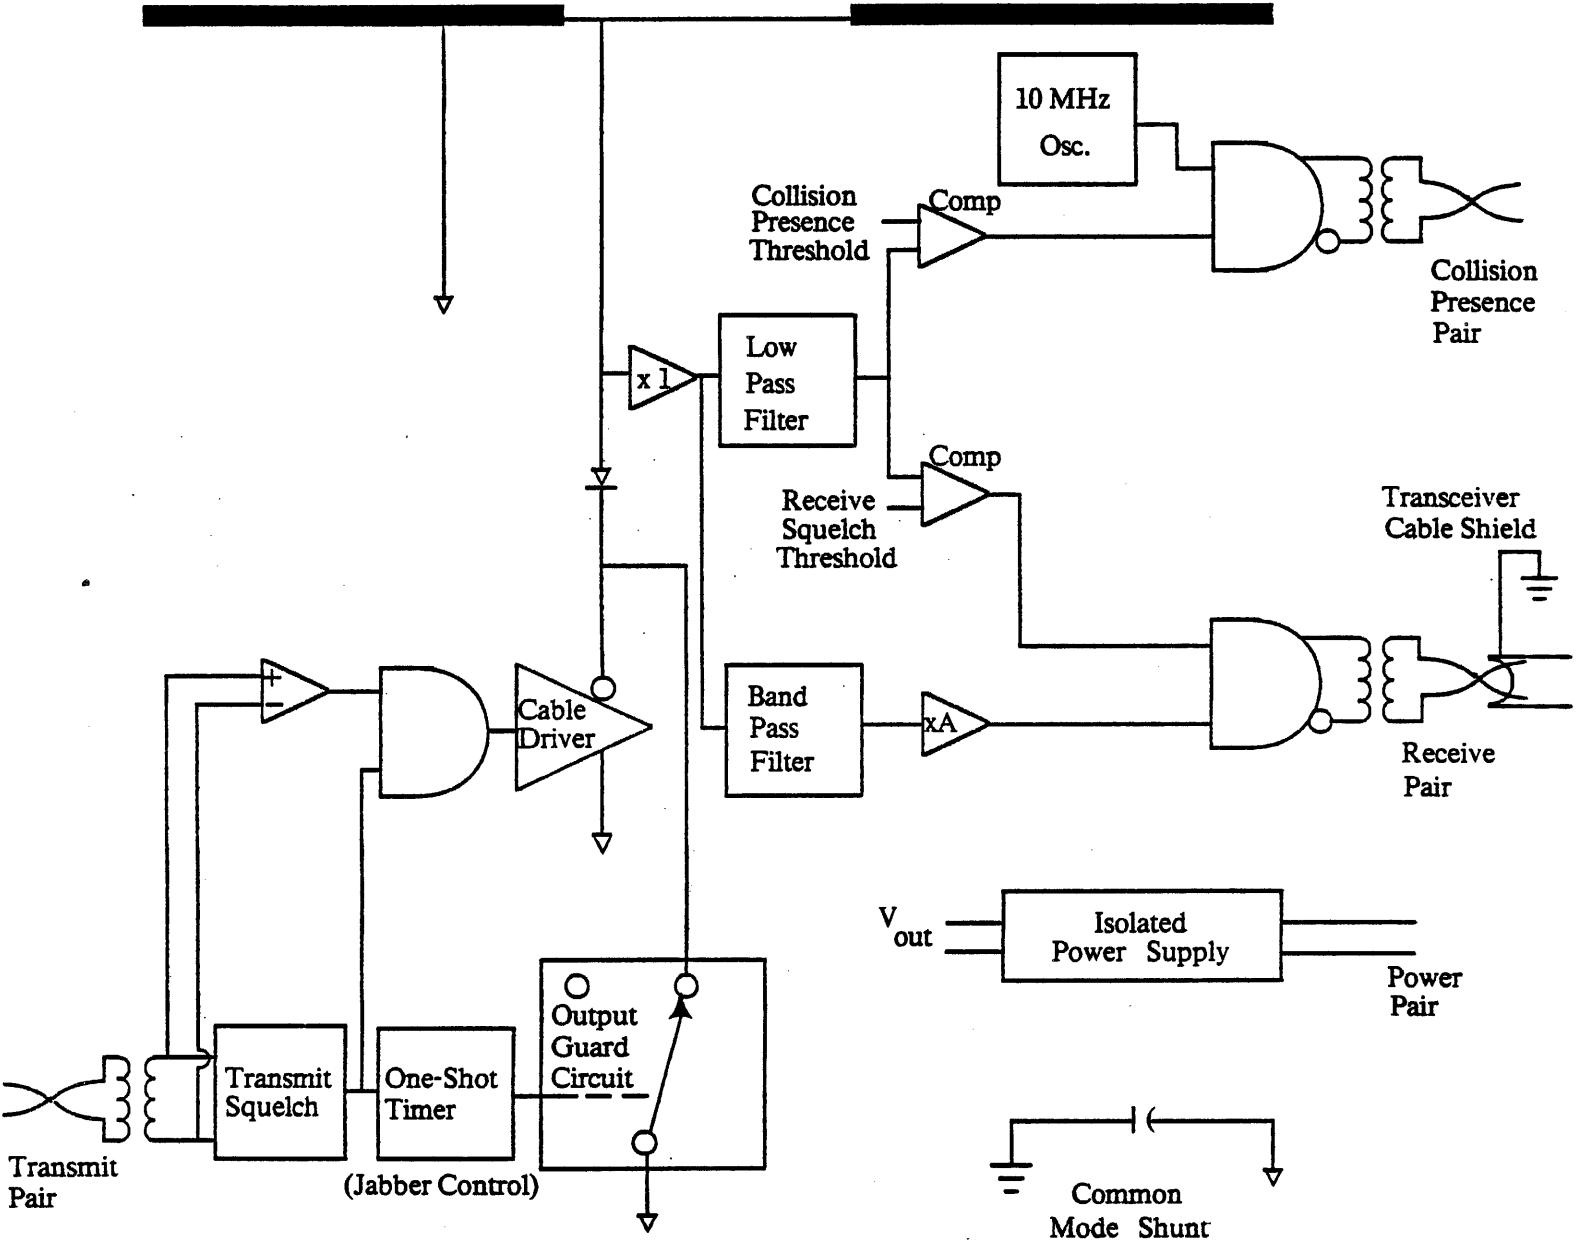 10 MHz
Osc.
Comp
Collision
Presence
Threshold
Collision
Presence
Pair
x 1
Low
Pass
Filter
Comp
Receive
Squelch
Threshold
Transceiver
Cable Shield
+
−
Cable
Driver
Band
Pass
Filter
xA
Receive
Pair
V
out
Isolated
Power Supply
Power
Pair
Output
Guard
Circuit
Transmit
Squelch
One-Shot
Timer
(Jabber Control)
Transmit
Pair
Common
Mode Shunt